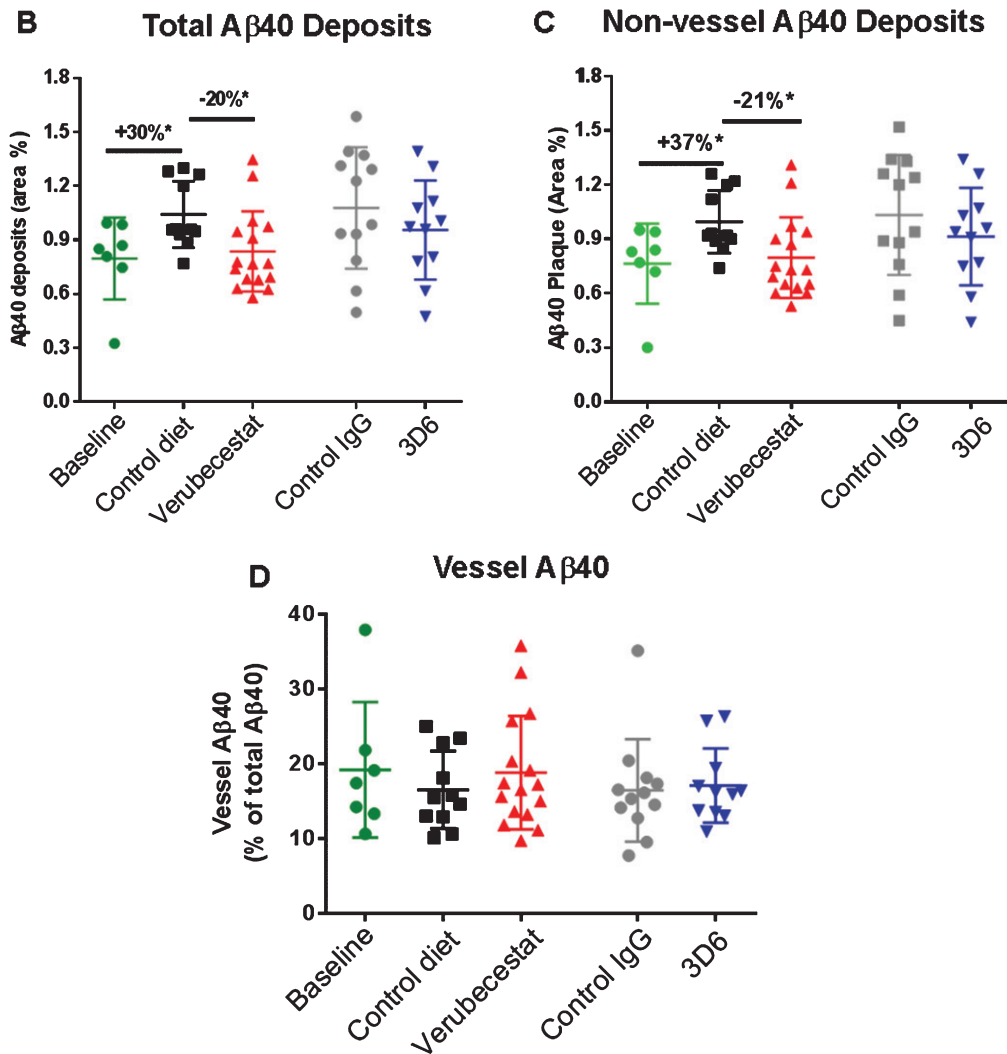 B Total Aβ40 Deposits
Aβ40 deposits (area %)
1.8
1.5
1.2
0.9
0.6
0.3
0.0
+30%*
-20%*
Baseline
Control diet
Verubecestat
Control IgG
3D6
C Non-vessel Aβ40 Deposits
Aβ40 Plaque (Area %)
1.8
1.5
1.2
0.9
0.6
0.3
0.0
+37%*
-21%*
Baseline
Control diet
Verubecestat
Control IgG
3D6
D Vessel Aβ40
Vessel Aβ40
(% of total Aβ40)
40
30
20
10
0
Baseline
Control diet
Verubecestat
Control IgG
3D6